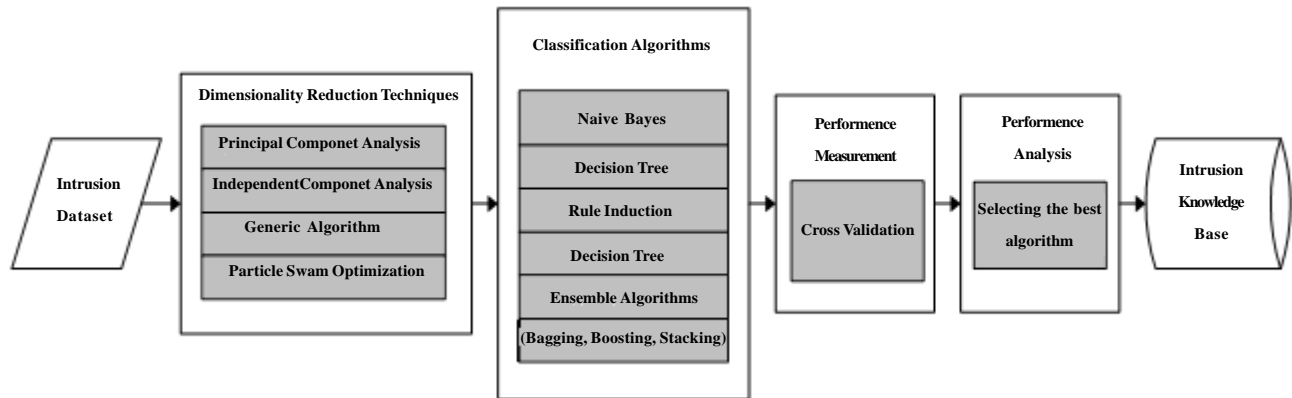 Intrusion
Dataset
Dimensionality Reduction Techniques
Principal Componet Analysis
IndependentComponet Analysis
Generic Algorithm
Particle Swam Optimization
Classification Algorithms
Naive Bayes
Decision Tree
Rule Induction
Decision Tree
Ensemble Algorithms
(Bagging, Boosting, Stacking)
Performence
Measurement
Cross Validation
Performence
Analysis
Selecting the best
algorithm
Intrusion
Knowledge
Base